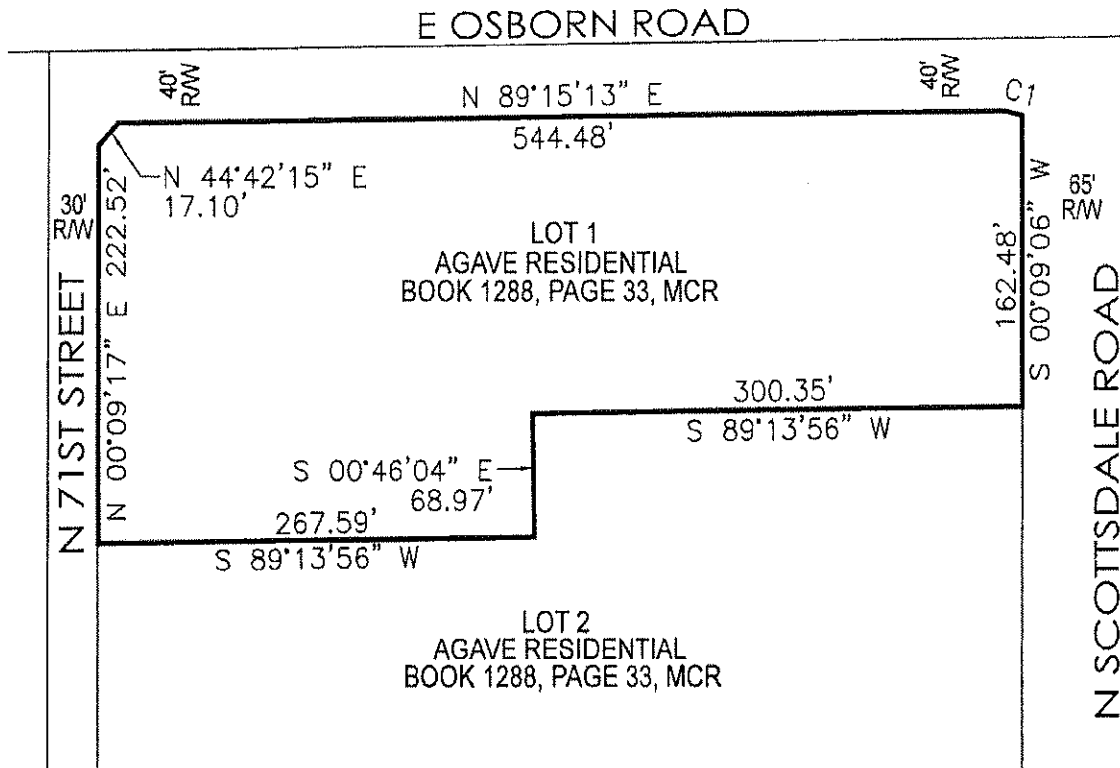 E OSBORN ROAD
40'
R/W
40'
R/W
C1
N 89°15'13" E
544.48'
N 44°42'15" E
17.10'
30'
R/W
N 00°09'17" E 222.52'
N 71ST STREET
LOT 1
AGAVE RESIDENTIAL
BOOK 1288, PAGE 33, MCR
65'
R/W
162.48'
S 00°09'06" W
N SCOTTSDALE ROAD
300.35'
S 89°13'56" W
S 00°46'04" E
68.97'
267.59'
S 89°13'56" W
LOT 2
AGAVE RESIDENTIAL
BOOK 1288, PAGE 33, MCR